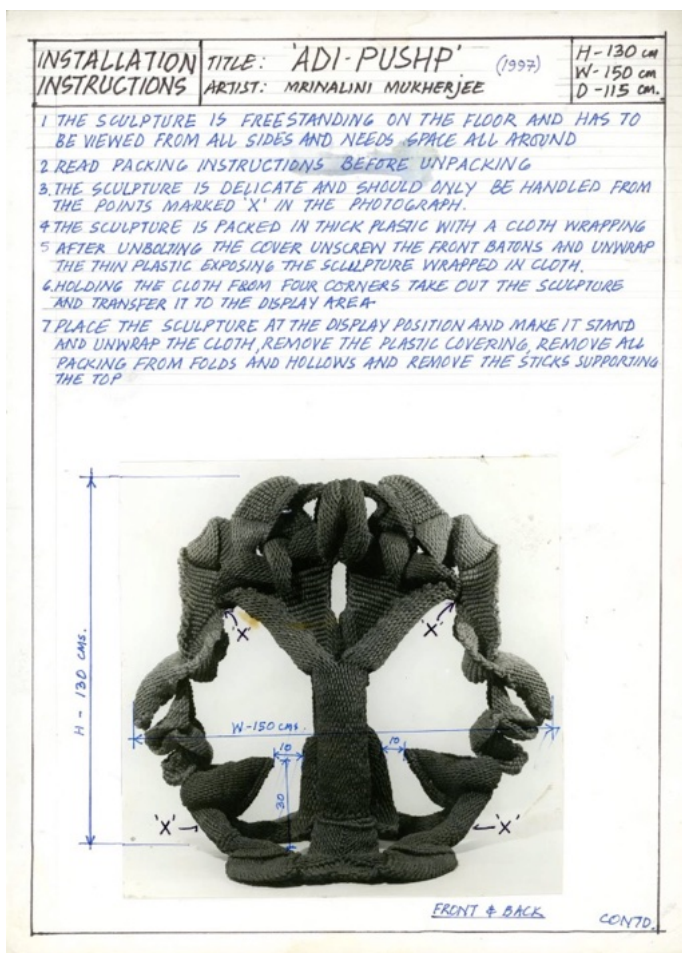 INSTALLATION INSTRUCTIONS
TITLE: 'ADI-PUSHP' (1997)
ARTIST: MRINALINI MUKHERJEE
H-130 cm
W-150 cm
D-115 cm.
1 THE SCULPTURE IS FREESTANDING ON THE FLOOR AND HAS TO
BE VIEWED FROM ALL SIDES AND NEEDS SPACE ALL AROUND
2. READ PACKING INSTRUCTIONS BEFORE UNPACKING
3. THE SCULPTURE IS DELICATE AND SHOULD ONLY BE HANDLED FROM
THE POINTS MARKED 'X' IN THE PHOTOGRAPH.
4 THE SCULPTURE IS PACKED IN THICK PLASTIC WITH A CLOTH WRAPPING
5 AFTER UNBOLTING THE COVER UNSCREW THE FRONT BATONS AND UNWRAP
THE THIN PLASTIC EXPOSING THE SCULPTURE WRAPPED IN CLOTH.
6. HOLDING THE CLOTH FROM FOUR CORNERS TAKE OUT THE SCULPTURE
AND TRANSFER IT TO THE DISPLAY AREA
7 PLACE THE SCULPTURE AT THE DISPLAY POSITION AND MAKE IT STAND
AND UNWRAP THE CLOTH, REMOVE THE PLASTIC COVERING, REMOVE ALL
PACKING FROM FOLDS AND HOLLOWS AND REMOVE THE STICKS SUPPORTING
THE TOP
'X'
'X'
H - 130 CMS.
W-150 CMS.
10
10
30
'X'
'X'
FRONT & BACK
CONTD.